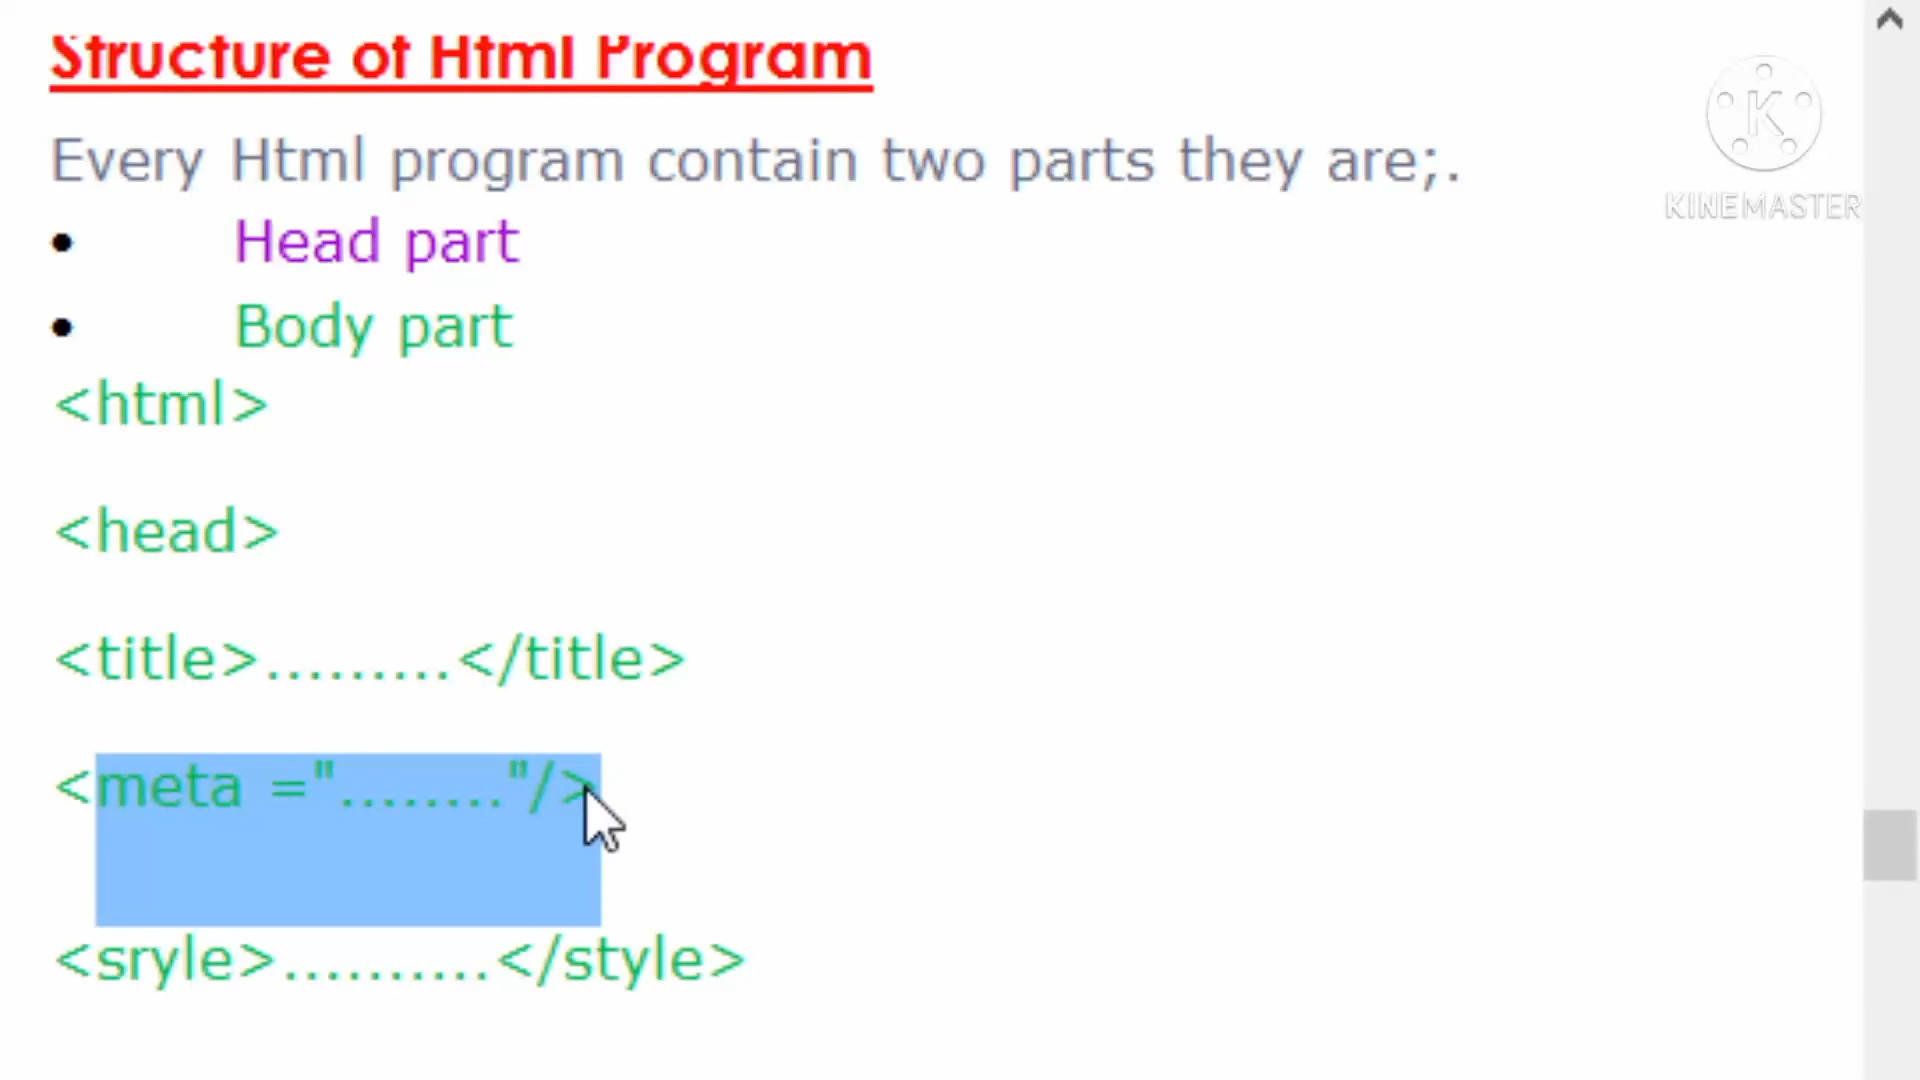 Structure of Html Program
Every Html program contain two parts they are;.
• Head part
• Body part
<html>
<head>
<title>.........</title>
<meta ="........"/>
<sryle>..........</style>
K
KINEMASTER